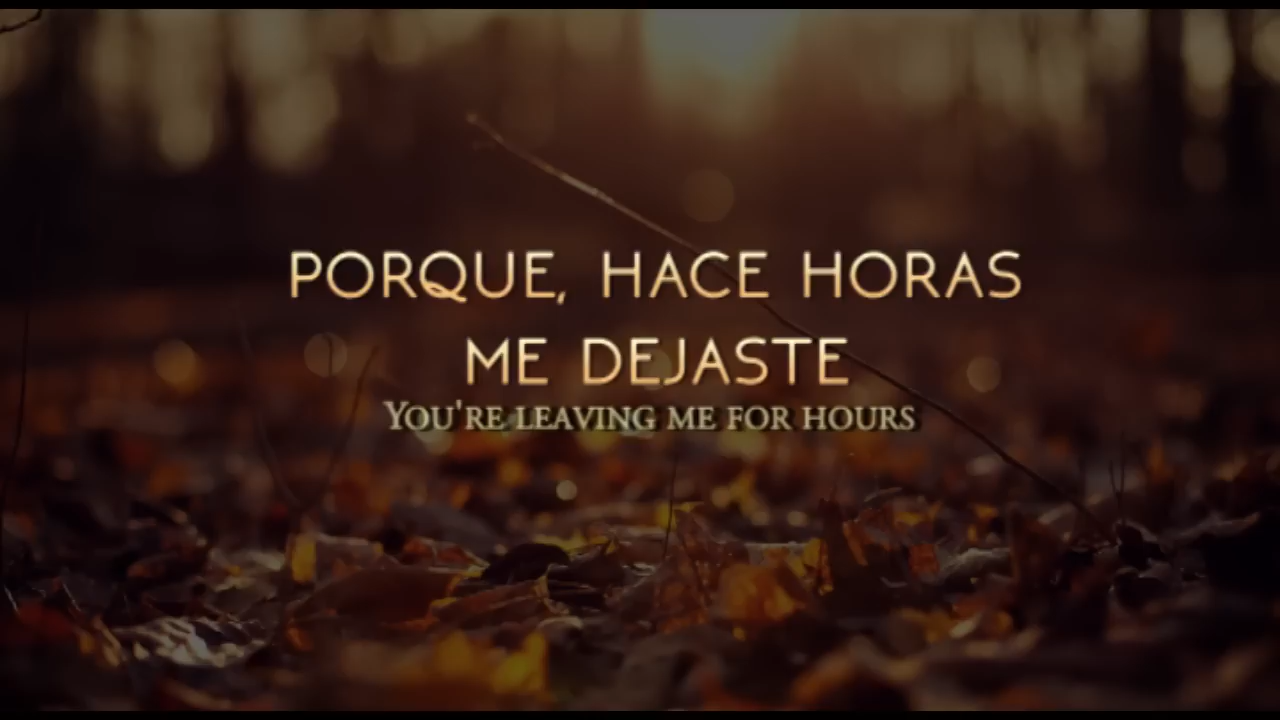 PORQUE, HACE HORAS
ME DEJASTE
YOU'RE LEAVING ME FOR HOURS